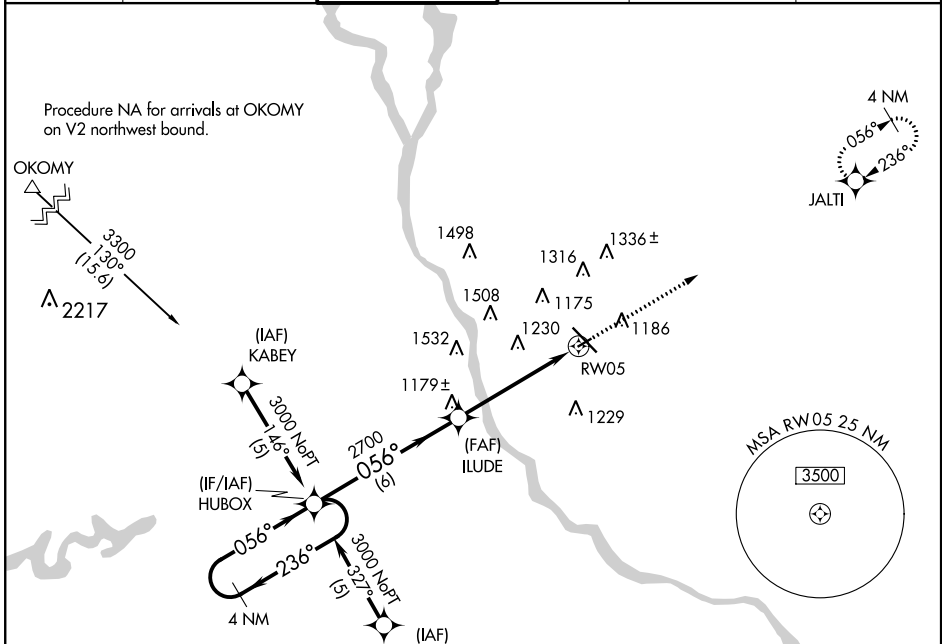 Procedure NA for arrivals at OKOMY
on V2 northwest bound.
4 NM
056°
236°
JALTI
OKOMY
3300
130°
(15.6)
2217
1498
1336±
1316
1508
1175
1230
1186
1532
RW05
1179±
1229
(IAF)
KABEY
3000 NoPT
146°
(5)
2700
056°
(6)
(FAF)
ILUDE
MSA RW05 25 NM
3500
(IF/IAF)
HUBOX
056°
236°
4 NM
3000 NoPT
327°
(5)
(IAF)